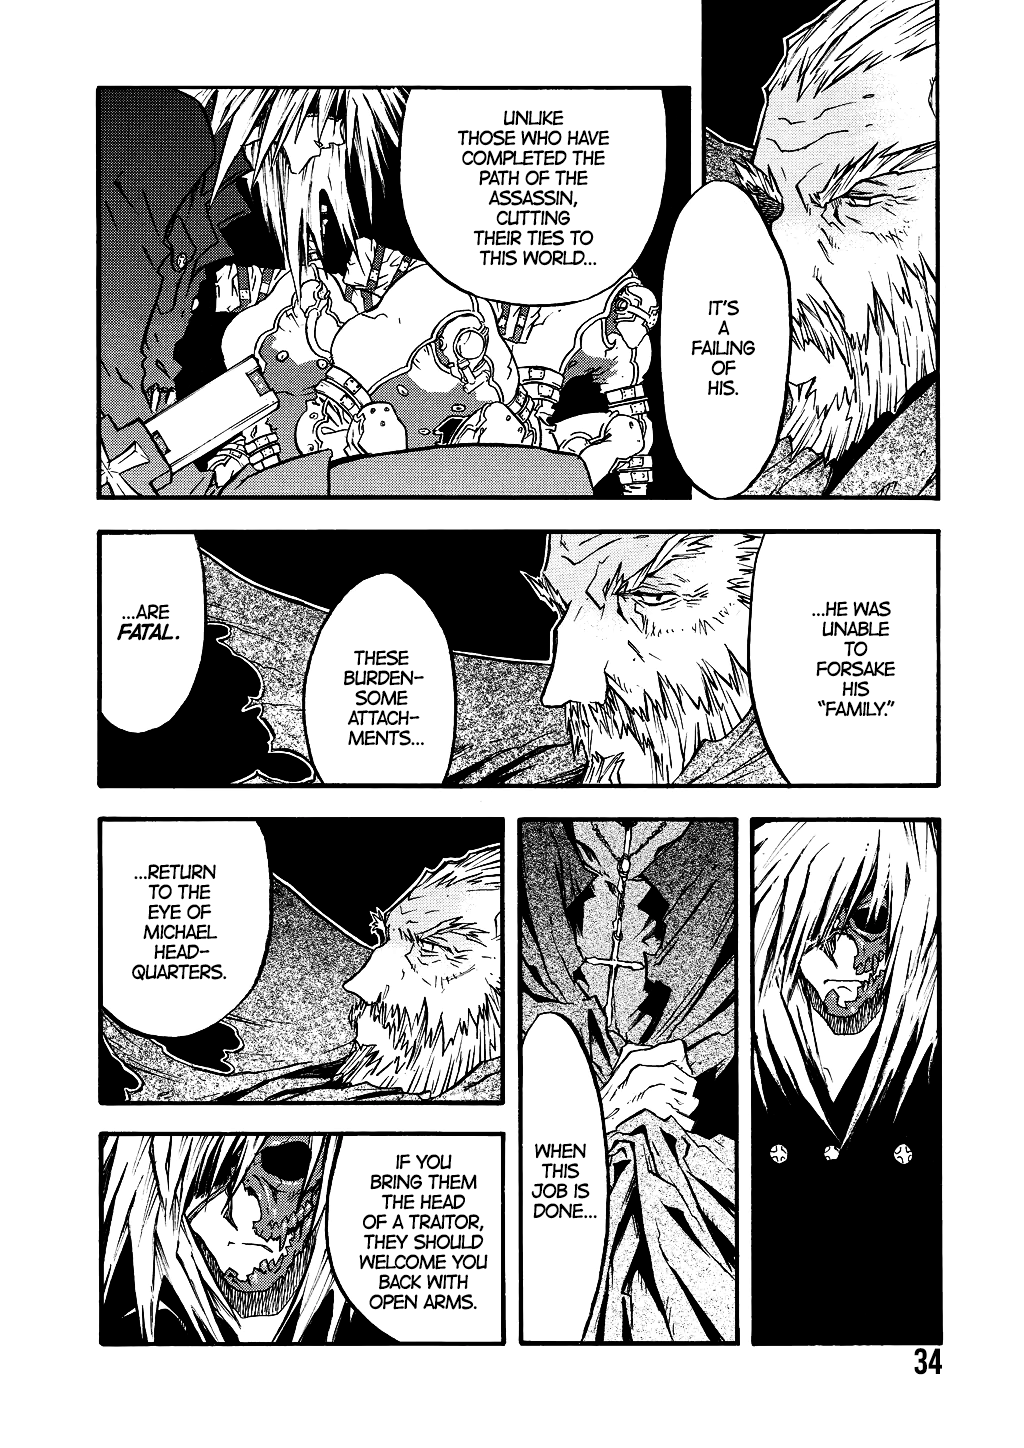 IT'S
A
FAILING
OF
HIS.
UNLIKE
THOSE WHO HAVE
COMPLETED THE
PATH OF THE
ASSASSIN,
CUTTING
THEIR TIES TO
THIS WORLD...
...HE WAS
UNABLE
TO
FORSAKE
HIS
"FAMILY."
THESE
BURDEN-
SOME
ATTACH-
MENTS...
...ARE
FATAL.
WHEN
THIS
JOB IS
DONE...
...RETURN
TO THE
EYE OF
MICHAEL
HEAD-
QUARTERS.
IF YOU
BRING THEM
THE HEAD
OF A TRAITOR,
THEY SHOULD
WELCOME YOU
BACK WITH
OPEN ARMS.
34